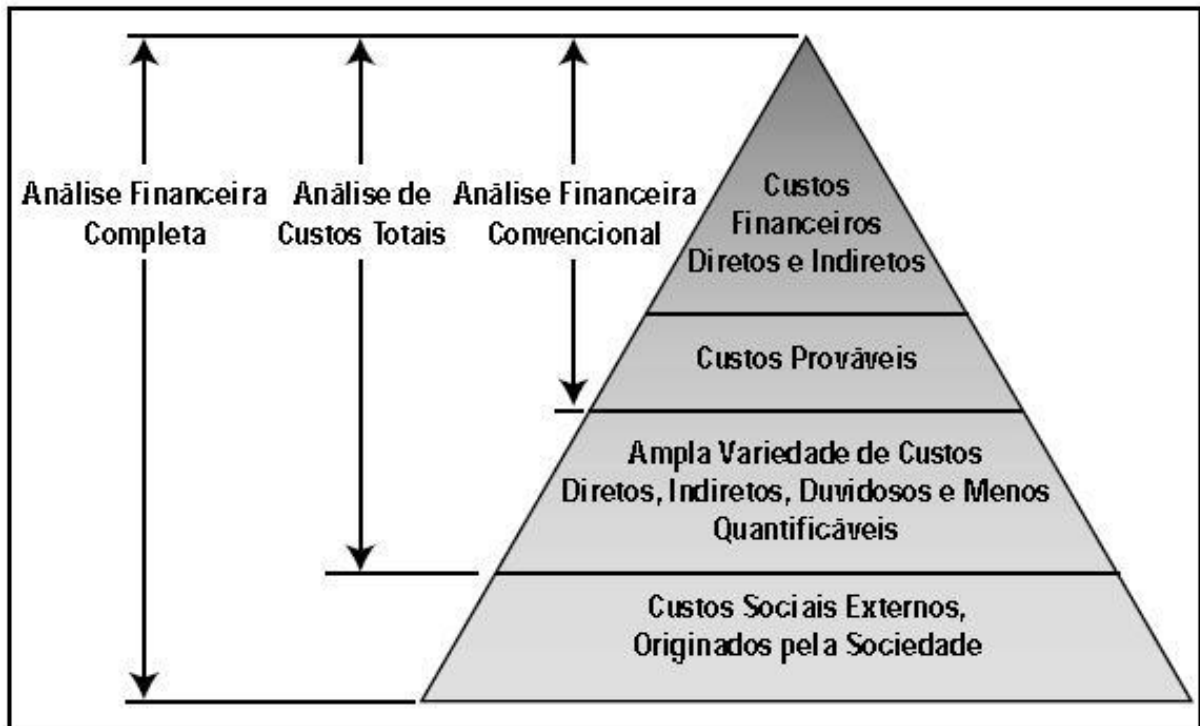 Análise Financeira
Completa
Análise de
Custos Totais
Análise Financeira
Convencional
Custos
Financeiros
Diretos e Indiretos
Custos Prováveis
Ampla Variedade de Custos
Diretos, Indiretos, Duvidosos e Menos
Quantificáveis
Custos Sociais Externos,
Originados pela Sociedade